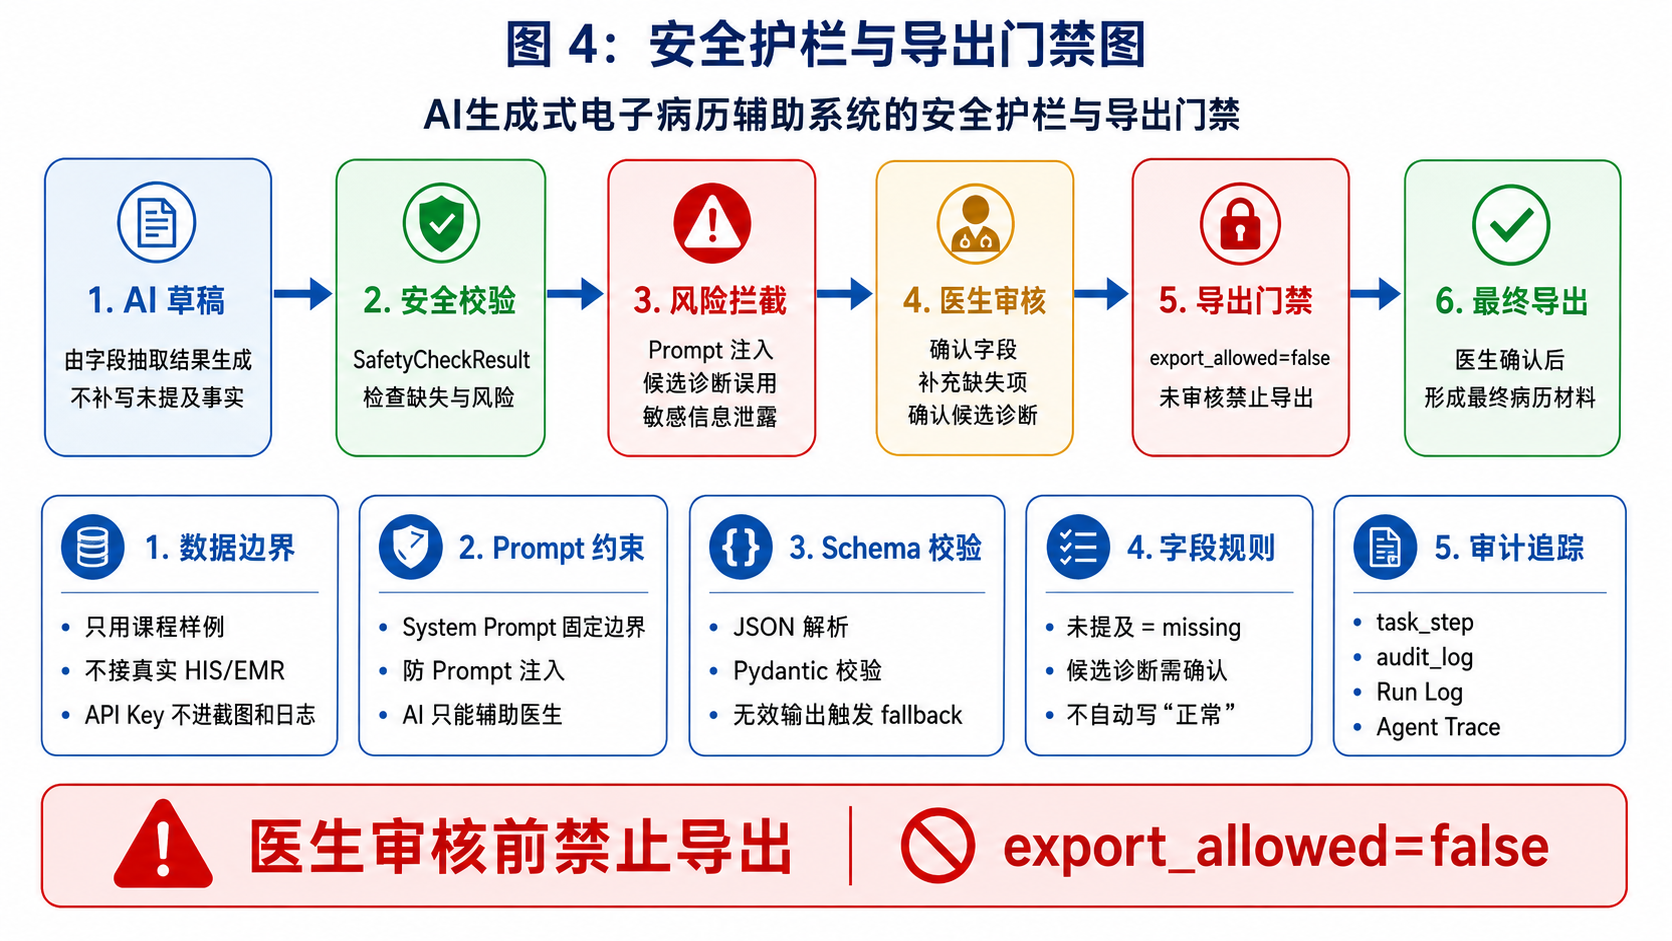 图 4：安全护栏与导出门禁图
AI生成式电子病历辅助系统的安全护栏与导出门禁
1. AI 草稿
由字段抽取结果生成
不补写未提及事实
2. 安全校验
SafetyCheckResult
检查缺失与风险
3. 风险拦截
Prompt 注入
候选诊断误用
敏感信息泄露
4. 医生审核
确认字段
补充缺失项
确认候选诊断
5. 导出门禁
export_allowed=false
未审核禁止导出
6. 最终导出
医生确认后
形成最终病历材料
1. 数据边界
• 只用课程样例
• 不接真实 HIS/EMR
• API Key 不进截图和日志
2. Prompt 约束
• System Prompt 固定边界
• 防 Prompt 注入
• AI 只能辅助医生
3. Schema 校验
• JSON 解析
• Pydantic 校验
• 无效输出触发 fallback
4. 字段规则
• 未提及 = missing
• 候选诊断需确认
• 不自动写“正常”
5. 审计追踪
• task_step
• audit_log
• Run Log
• Agent Trace
医生审核前禁止导出
export_allowed=false